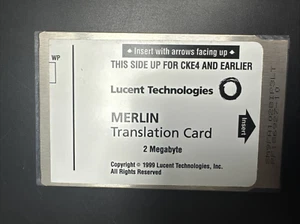 Insert with arrows facing up
WP
THIS SIDE UP FOR CKE4 AND EARLIER
Lucent Technologies
MERLIN
Translation Card
2 Megabyte
Insert
Copyright © 1999 Lucent Technologies, Inc.
All Rights Reserved